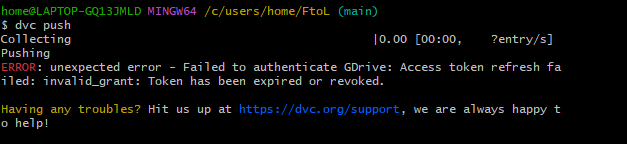 home@LAPTOP-GQ13JMLD MINGW64 /c/users/home/FtoL (main)
$ dvc push
Collecting |0.00 [00:00, ?entry/s]
Pushing
ERROR: unexpected error - Failed to authenticate GDrive: Access token refresh fa
iled: invalid_grant: Token has been expired or revoked.
Having any troubles? Hit us up at https://dvc.org/support, we are always happy t
o help!